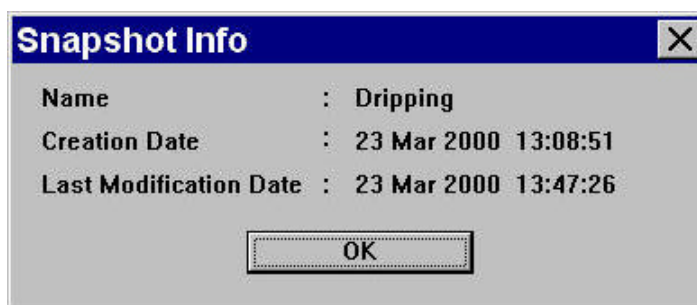 Snapshot Info
Name : Dripping
Creation Date : 23 Mar 2000 13:08:51
Last Modification Date : 23 Mar 2000 13:47:26
OK